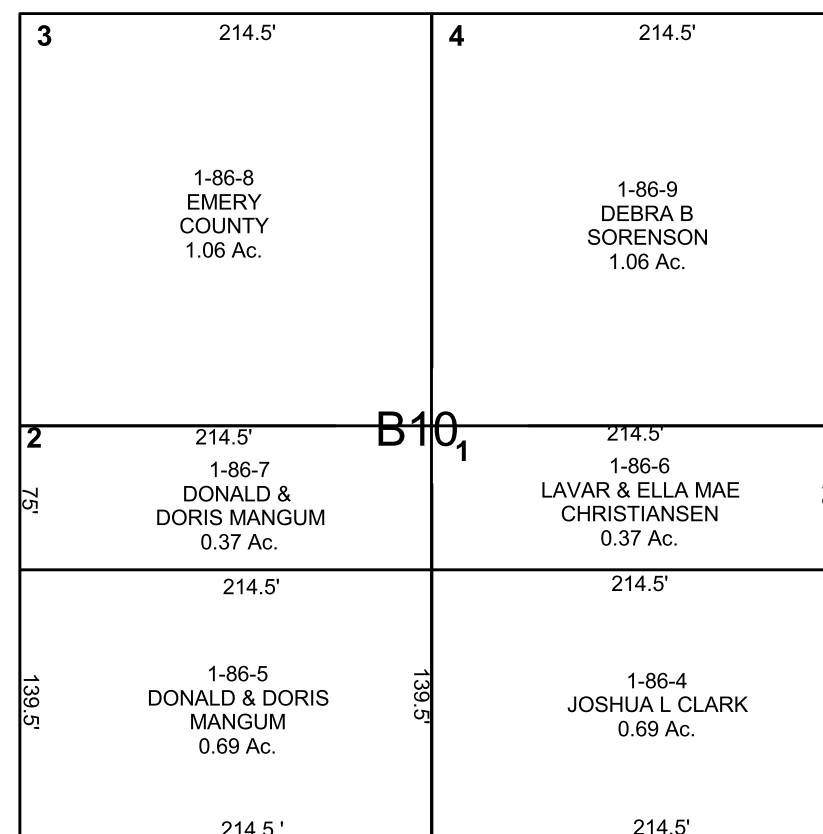 3
214.5'
4
214.5'
1-86-8
EMERY
COUNTY
1.06 Ac.
1-86-9
DEBRA B
SORENSON
1.06 Ac.
B10
2
214.5'
1
214.5'
75'
1-86-7
DONALD &
DORIS MANGUM
0.37 Ac.
1-86-6
LAVAR & ELLA MAE
CHRISTIANSEN
0.37 Ac.
214.5'
214.5'
139.5'
1-86-5
DONALD & DORIS
MANGUM
0.69 Ac.
139.5'
1-86-4
JOSHUA L CLARK
0.69 Ac.
214.5 '
214.5'